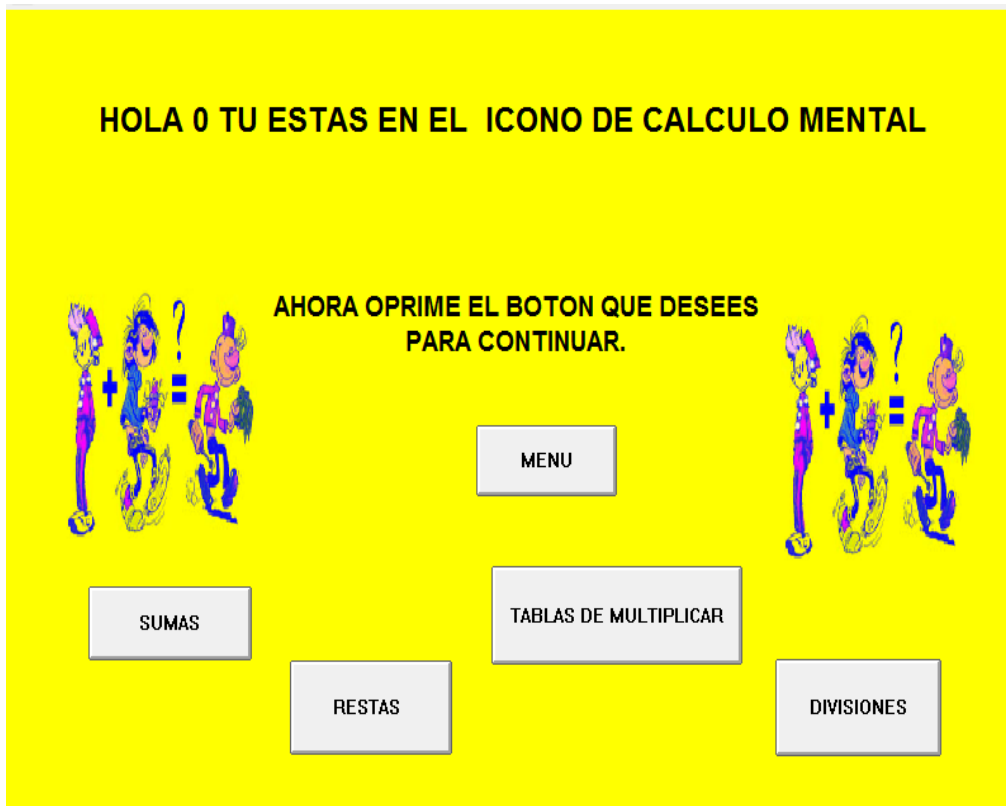 HOLA 0 TU ESTAS EN EL  ICONO DE CALCULO MENTAL
AHORA OPRIME EL BOTON QUE DESEES
PARA CONTINUAR.
? + =
? + =
MENU
SUMAS
TABLAS DE MULTIPLICAR
RESTAS
DIVISIONES